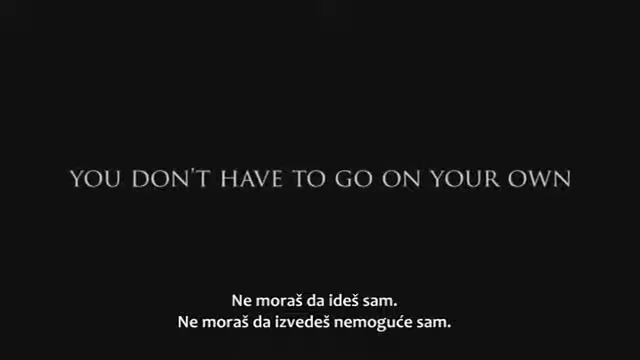 YOU DON'T HAVE TO GO ON YOUR OWN
Ne moraš da ideš sam.
Ne moraš da izvedeš nemoguće sam.